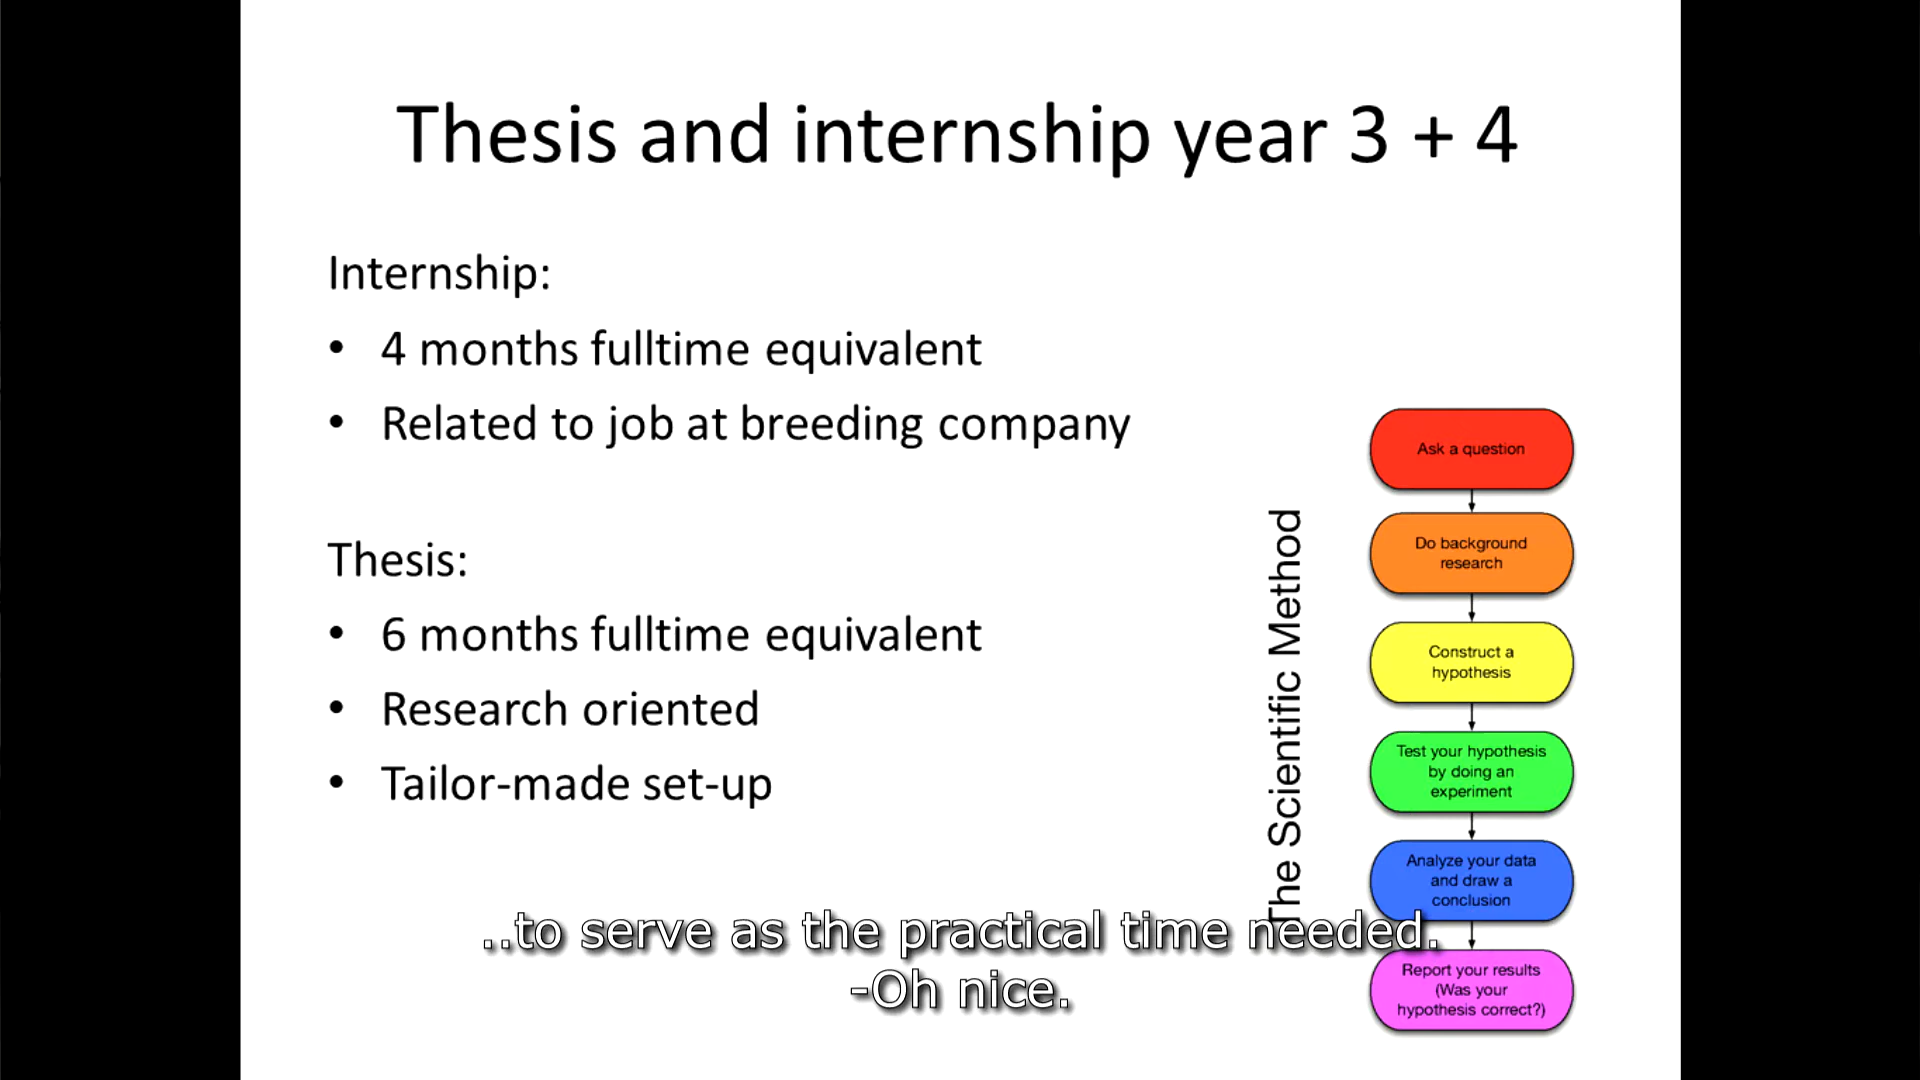 Thesis and internship year 3 + 4
Internship:
• 4 months fulltime equivalent
• Related to job at breeding company
Thesis:
• 6 months fulltime equivalent
• Research oriented
• Tailor-made set-up
The Scientific Method
Ask a question
Do background
research
Construct a
hypothesis
Test your hypothesis
by doing an
experiment
Analyze your data
and draw a
conclusion
Report your results
(Was your
hypothesis correct?)
..to serve as the practical time needed.
-Oh nice.